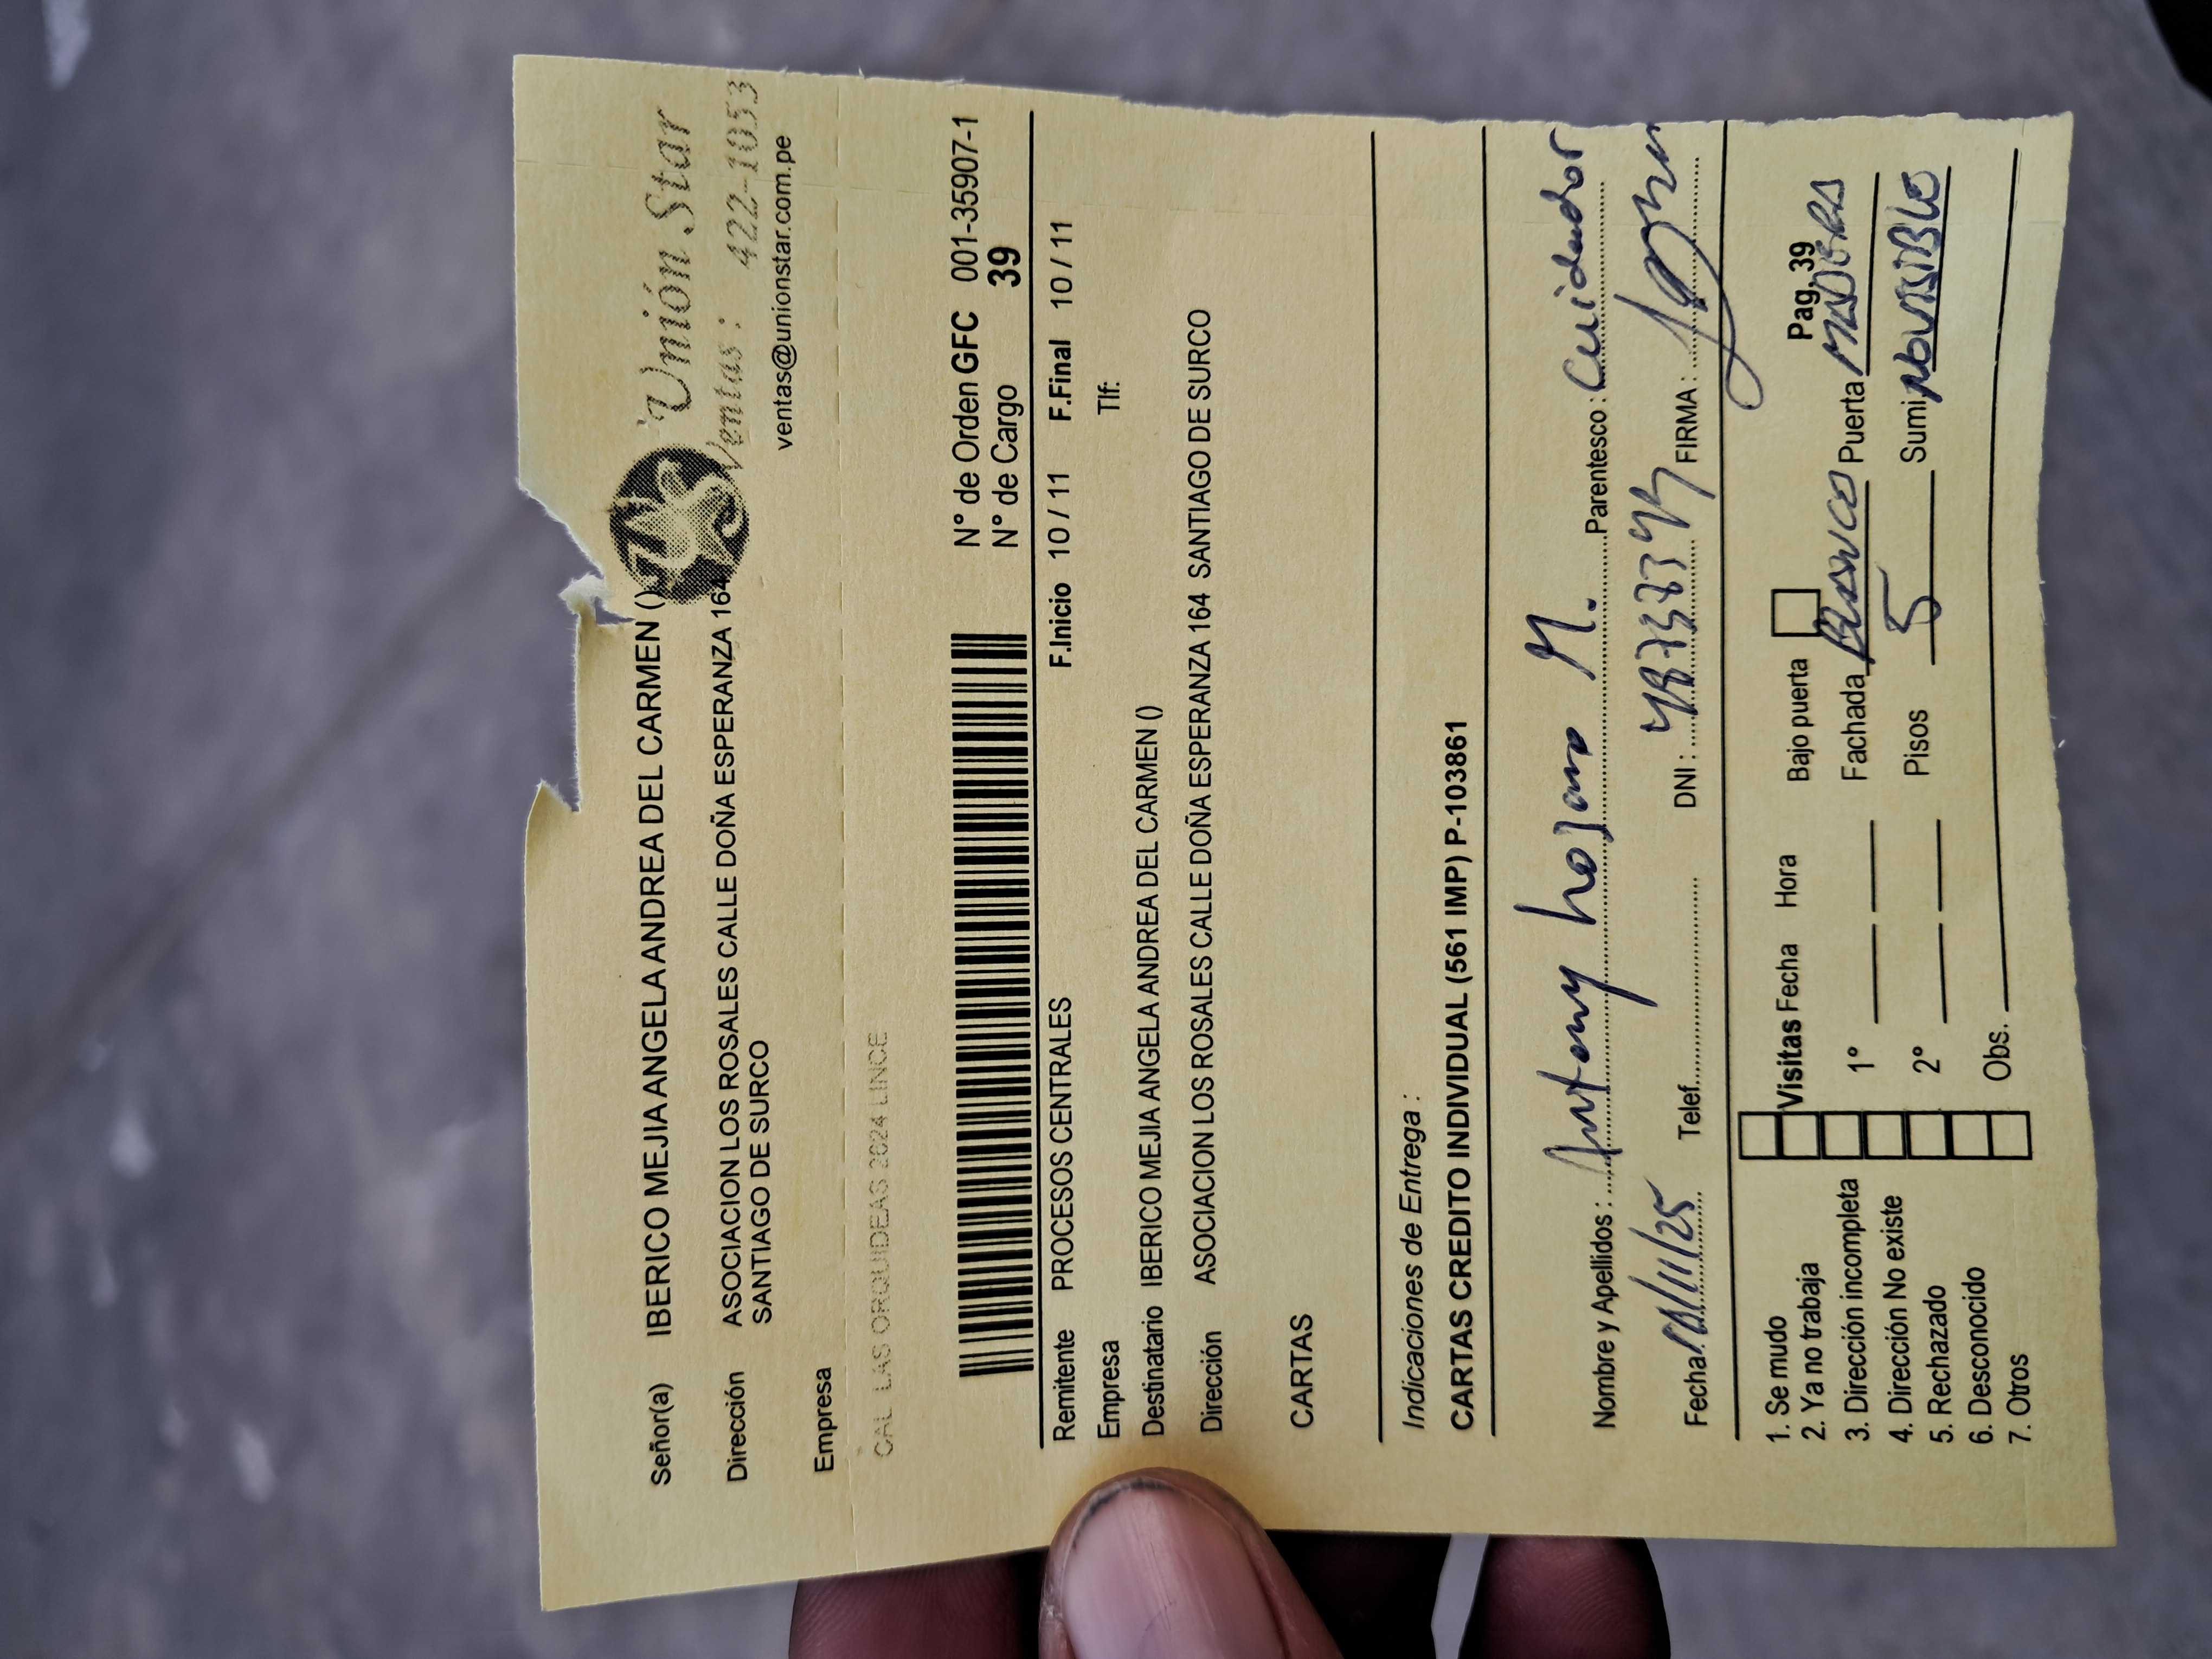 Señor(a) IBERICO MEJIA ANGELA ANDREA DEL CARMEN ()
Unión Star
Ventas : 422-1053
ventas@unionstar.com.pe
Dirección ASOCIACION LOS ROSALES CALLE DOÑA ESPERANZA 164
SANTIAGO DE SURCO
Empresa
CAL LAS ORQUIDEAS 2624 LINCE
N° de Orden GFC 001-35907-1
N° de Cargo 39
Remitente PROCESOS CENTRALES F.Inicio 10 / 11 F.Final 10 / 11
Empresa Tlf:
Destinatario IBERICO MEJIA ANGELA ANDREA DEL CARMEN ()
Dirección ASOCIACION LOS ROSALES CALLE DOÑA ESPERANZA 164 SANTIAGO DE SURCO
CARTAS
Indicaciones de Entrega :
CARTAS CREDITO INDIVIDUAL (561 IMP) P-103861
Nombre y Apellidos : Antony M. Parentesco : Cuidador
Fecha: Telef. DNI : FIRMA :
1. Se mudo Visitas Fecha Hora Bajo puerta Pag. 39
2. Ya no trabaja
3. Dirección incompleta 1° Fachada Blanco Puerta MADERA
4. Dirección No existe
5. Rechazado 2° Pisos 5 Sumi NO VISIBLE
6. Desconocido
7. Otros Obs.